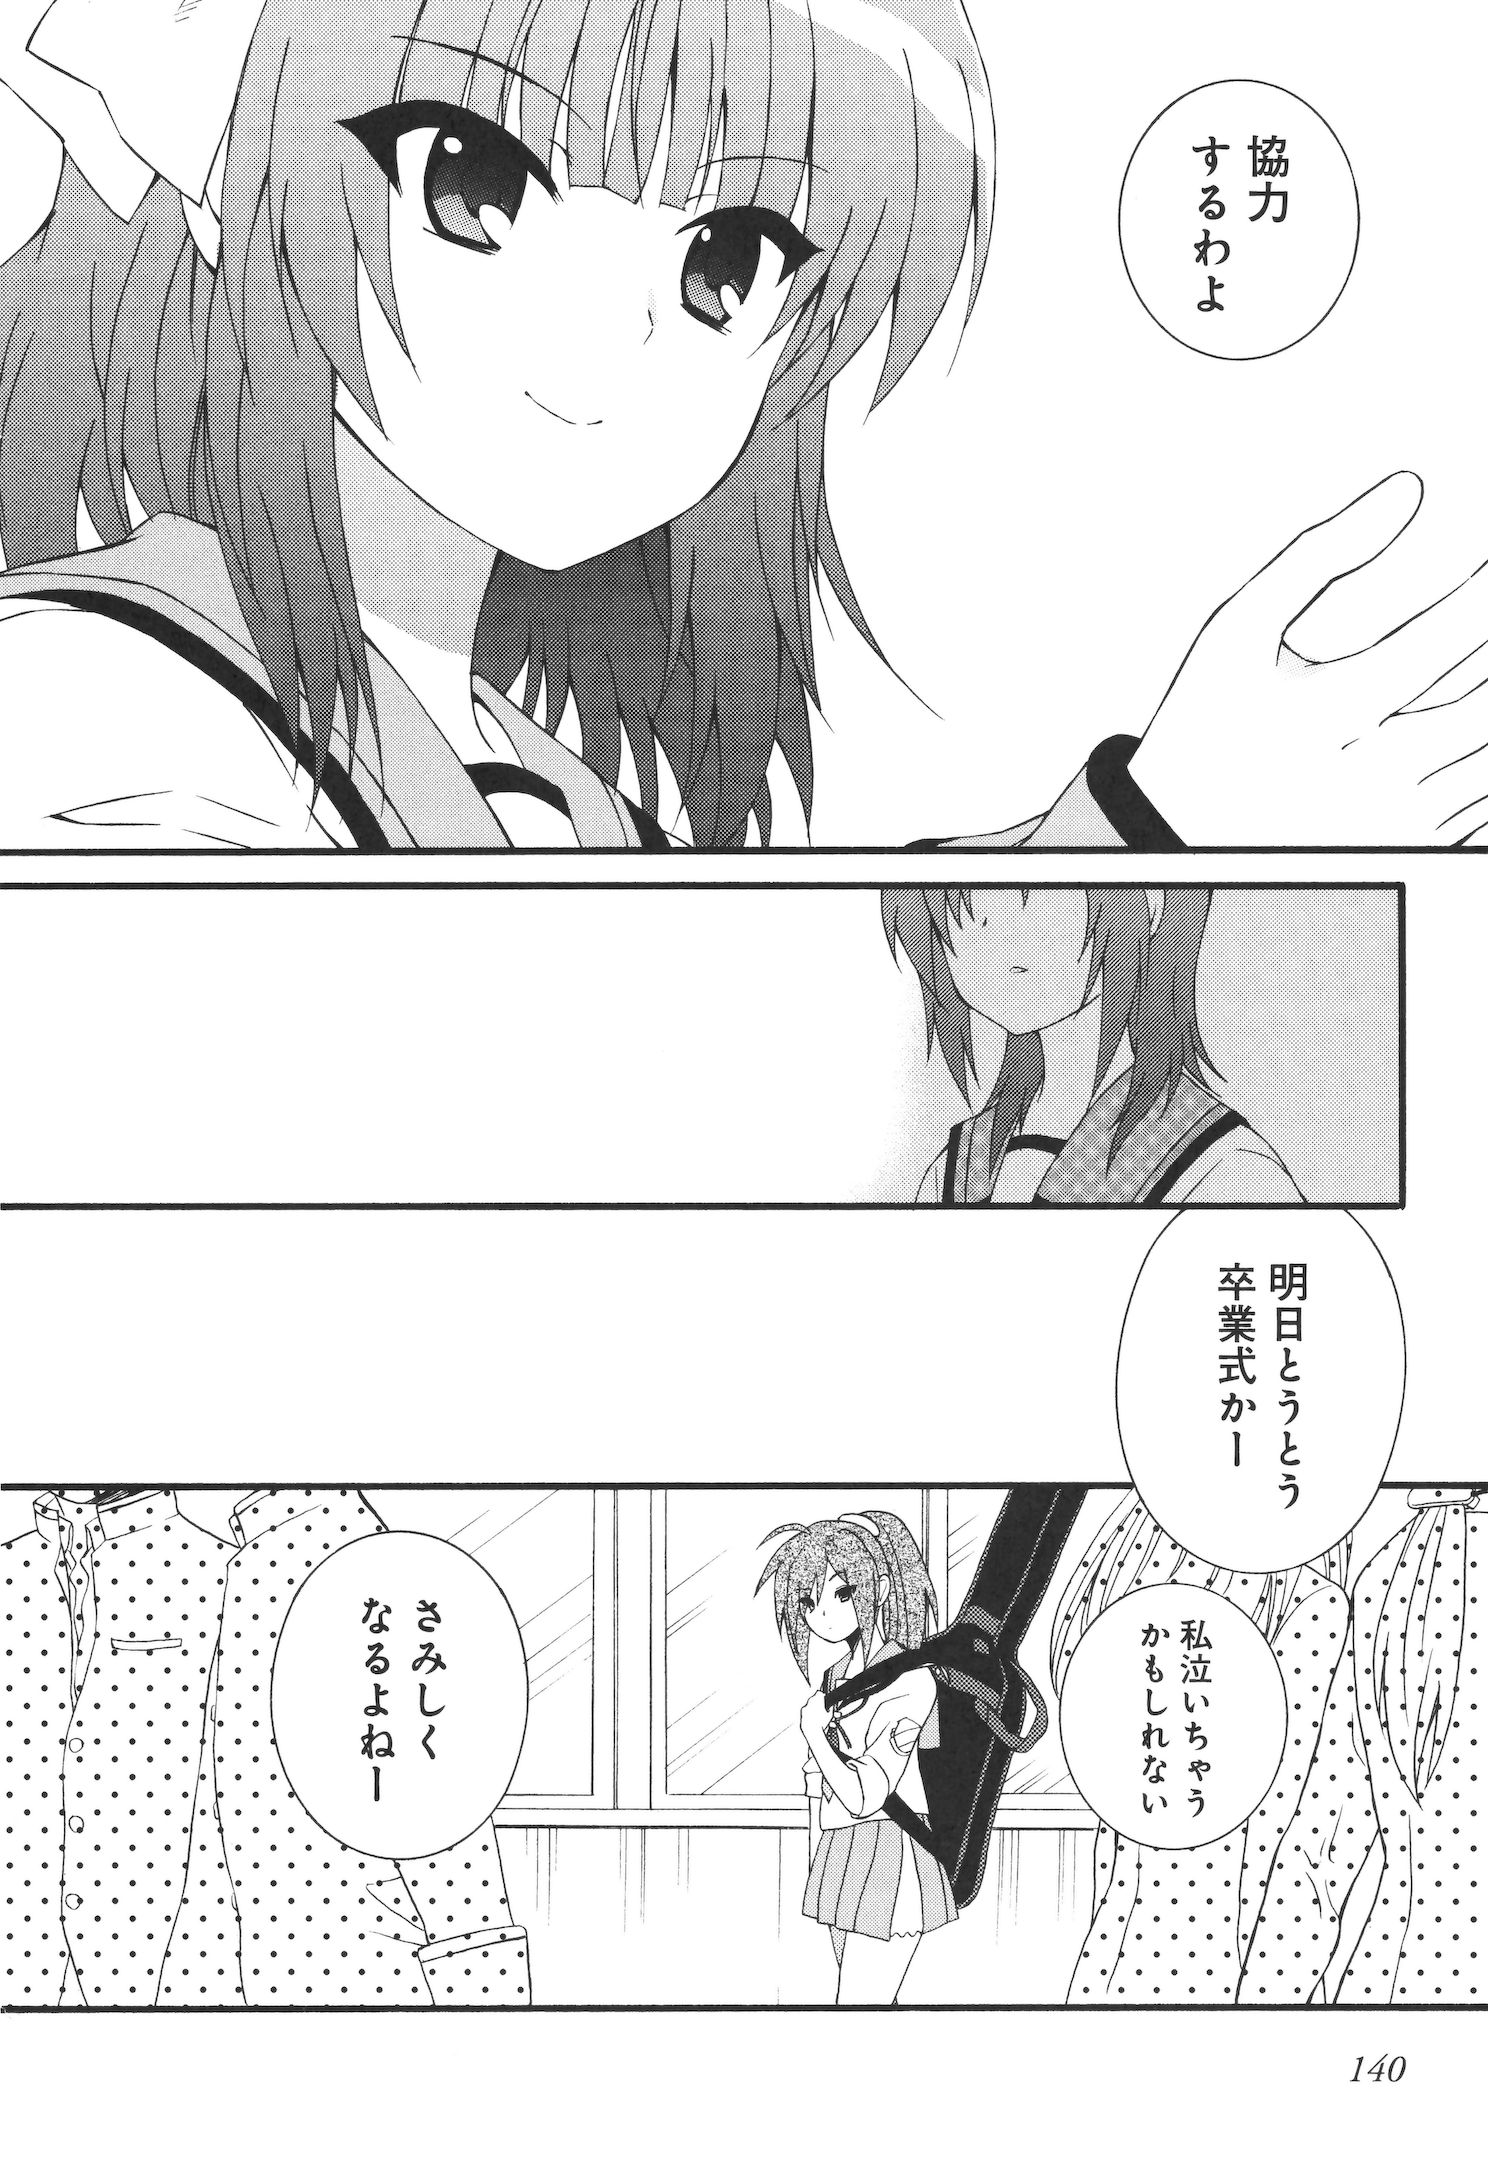 協力
するわよ
明日とうとう
卒業式かー
私泣いちゃう
かもしれない
さみしく
なるよねー
140